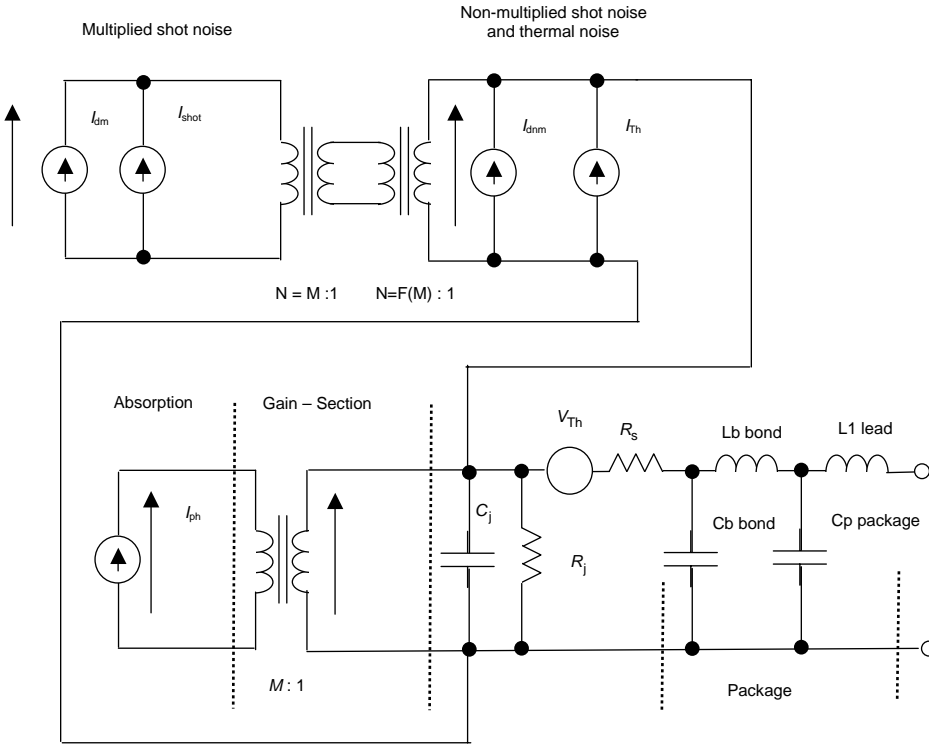 Multiplied shot noise
Non-multiplied shot noise
and thermal noise
Idm
Ishot
Idnm
ITh
N = M :1
N=F(M) : 1
Absorption
Gain – Section
VTh
Rs
Lb bond
L1 lead
Iph
Cj
Rj
Cb bond
Cp package
M : 1
Package